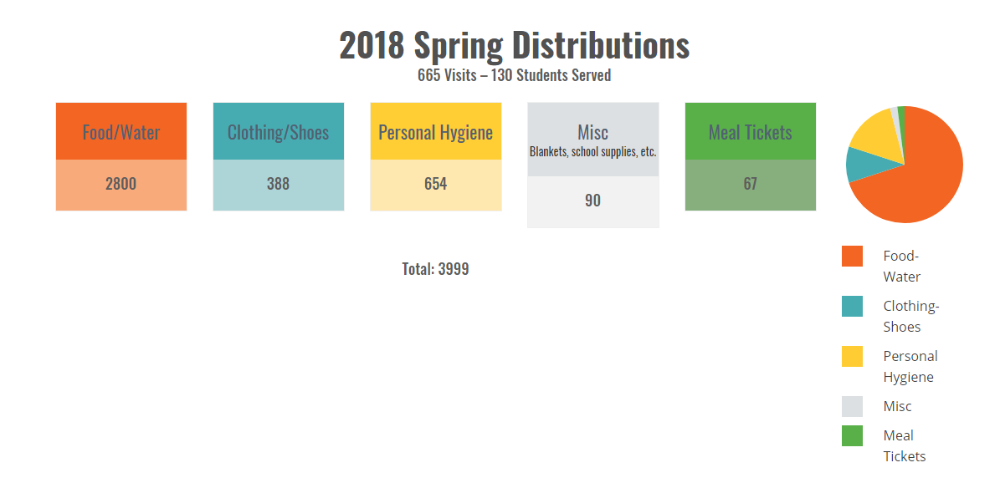 2018 Spring Distributions
665 Visits – 130 Students Served
Food/Water
2800
Clothing/Shoes
388
Personal Hygiene
654
Misc
Blankets, school supplies, etc.
90
Meal Tickets
67
Total: 3999
Food-
Water
Clothing-
Shoes
Personal
Hygiene
Misc
Meal
Tickets